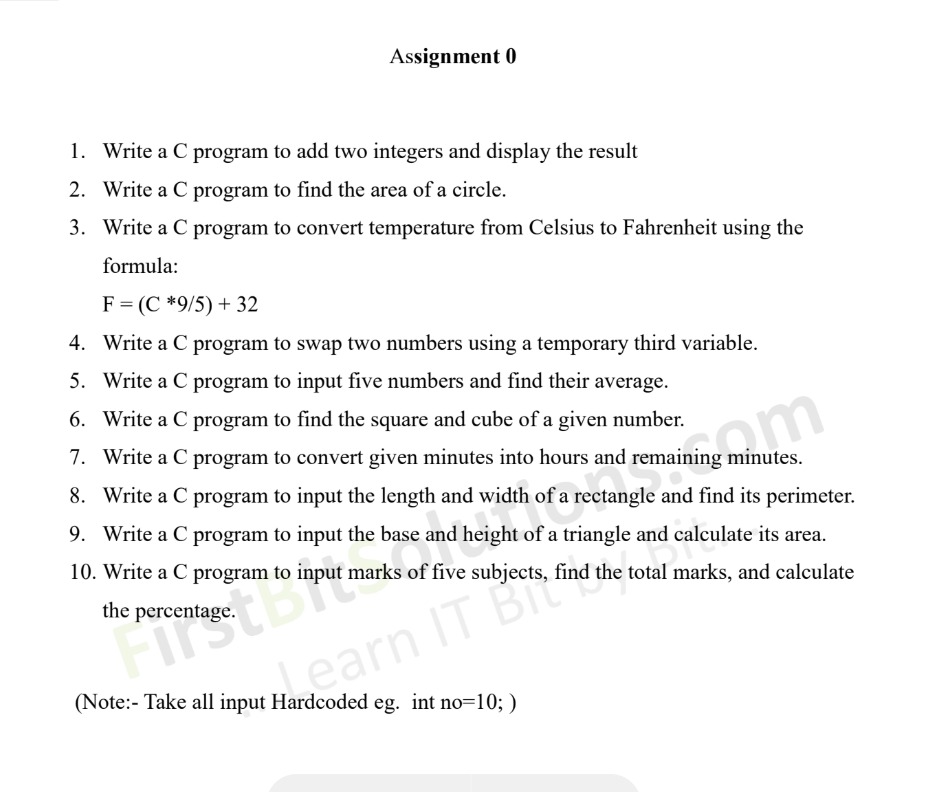 Assignment 0
1. Write a C program to add two integers and display the result
2. Write a C program to find the area of a circle.
3. Write a C program to convert temperature from Celsius to Fahrenheit using the
formula:
F = (C *9/5) + 32
4. Write a C program to swap two numbers using a temporary third variable.
5. Write a C program to input five numbers and find their average.
6. Write a C program to find the square and cube of a given number.
7. Write a C program to convert given minutes into hours and remaining minutes.
8. Write a C program to input the length and width of a rectangle and find its perimeter.
9. Write a C program to input the base and height of a triangle and calculate its area.
10. Write a C program to input marks of five subjects, find the total marks, and calculate
the percentage.
FirstBitSolutions.com
Learn IT Bit by Bit...
(Note:- Take all input Hardcoded eg. int no=10; )